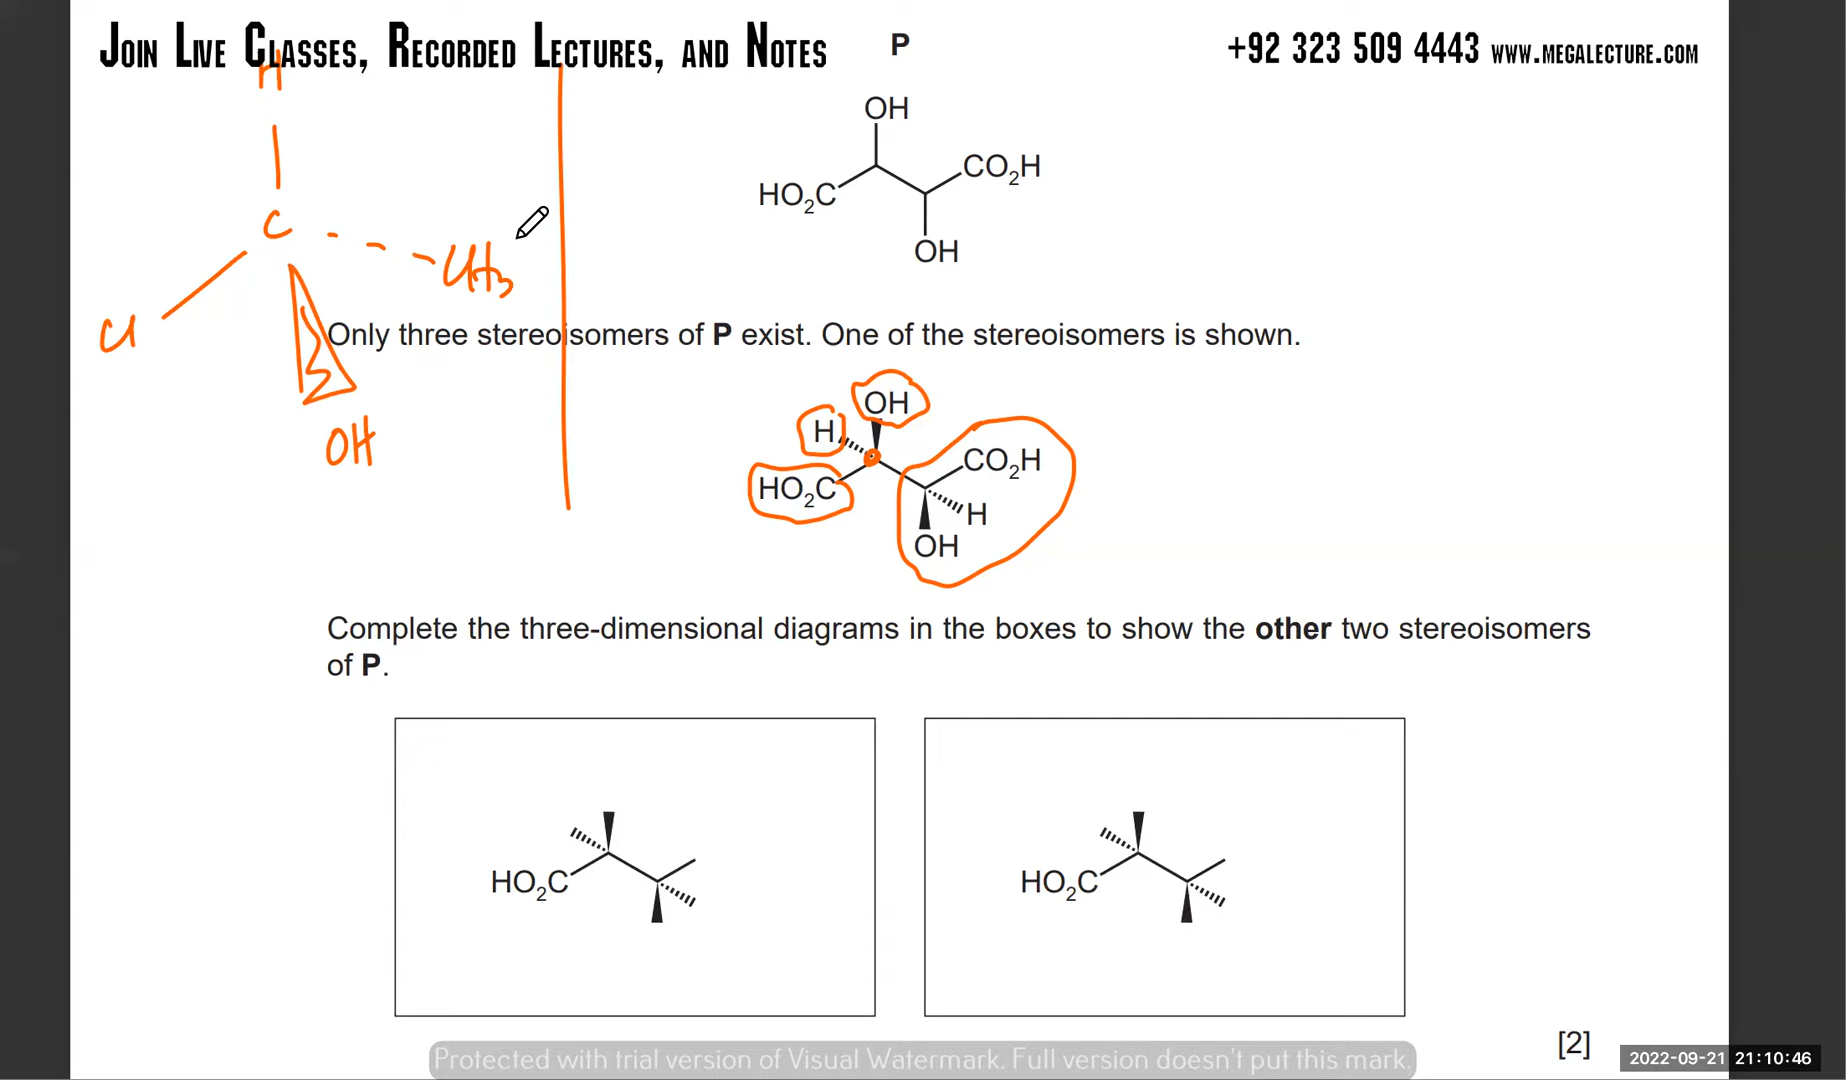 JOIN LIVE CLASSES, RECORDED LECTURES, AND NOTES
P
+92 323 509 4443 WWW.MEGALECTURE.COM
H
C
CH3
Cl
OH
OH
CO2H
HO2C
OH
Only three stereoisomers of P exist. One of the stereoisomers is shown.
OH
H
CO2H
HO2C
H
OH
Complete the three-dimensional diagrams in the boxes to show the other two stereoisomers
of P.
HO2C
HO2C
[2]
Protected with trial version of Visual Watermark. Full version doesn't put this mark.
2022-09-21 21:10:46